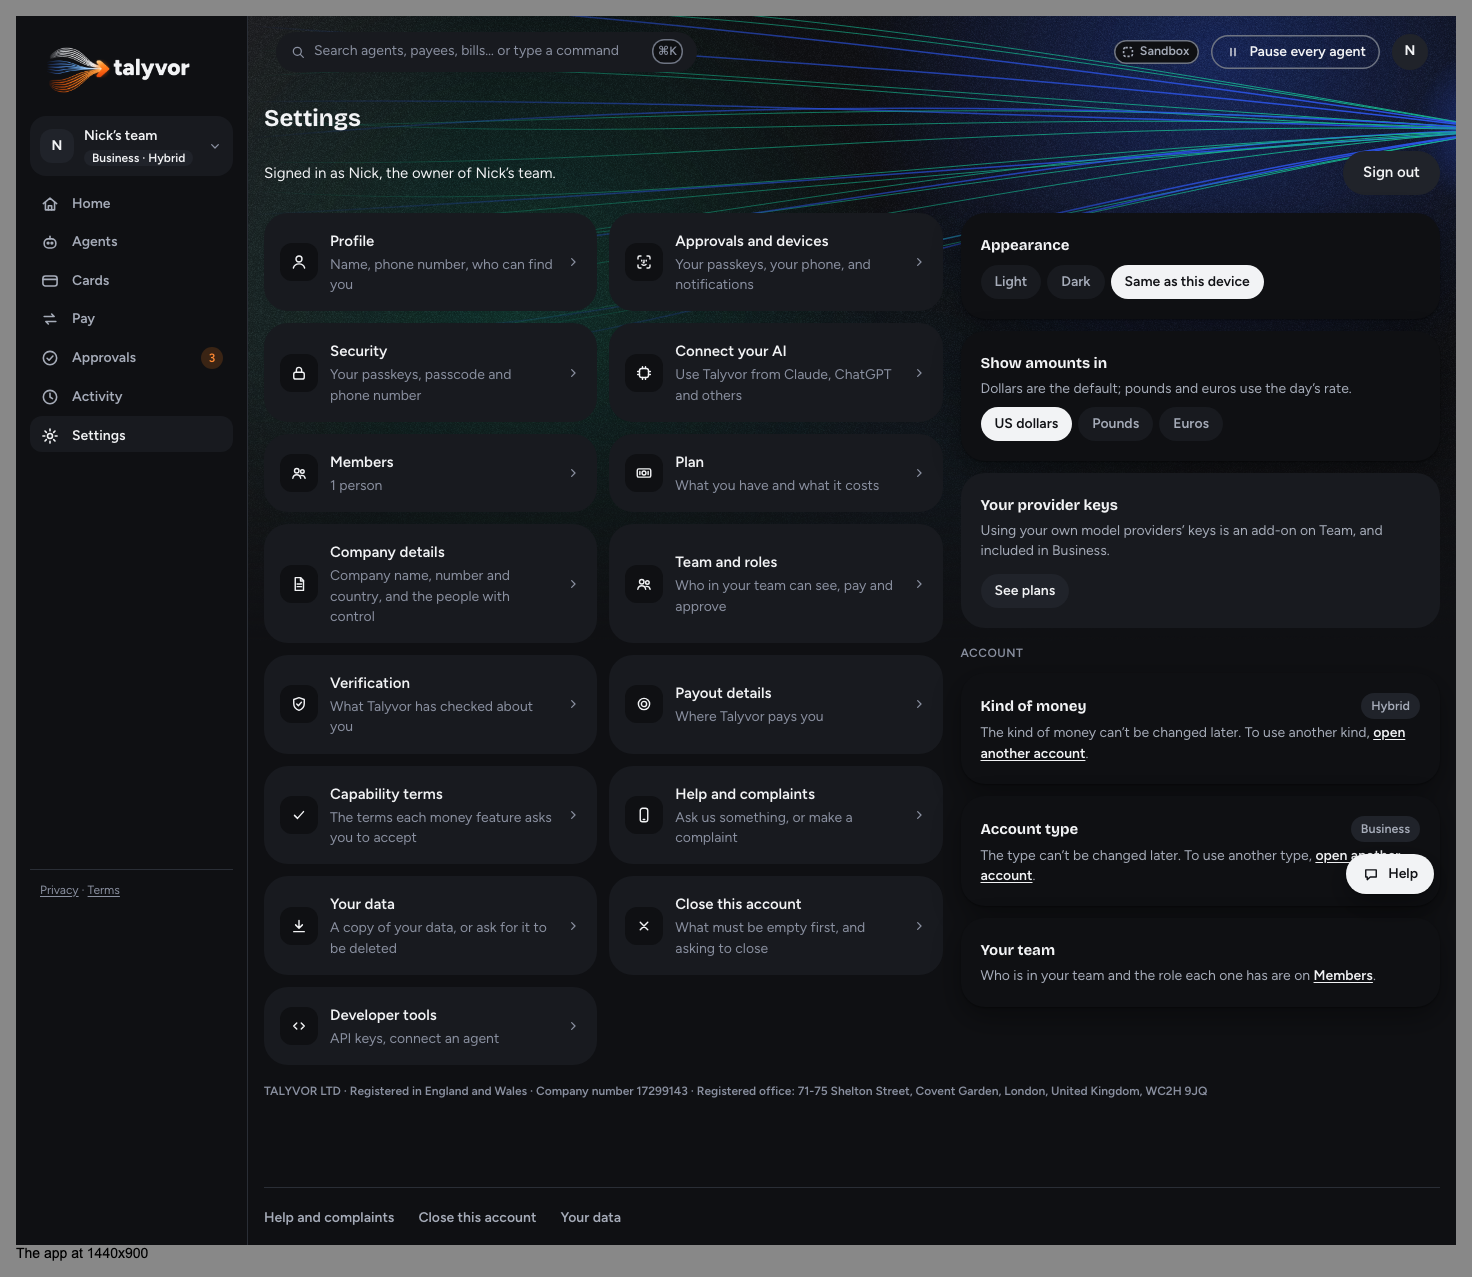 talyvor
N
Nick's team
Business · Hybrid
Home
Agents
Cards
Pay
Approvals
3
Activity
Settings
Privacy · Terms
Search agents, payees, bills... or type a command
⌘K
Sandbox
Pause every agent
N
Settings
Signed in as Nick, the owner of Nick's team.
Sign out
Profile
Name, phone number, who can find
you
Approvals and devices
Your passkeys, your phone, and
notifications
Security
Your passkeys, passcode and
phone number
Connect your AI
Use Talyvor from Claude, ChatGPT
and others
Members
1 person
Plan
What you have and what it costs
Company details
Company name, number and
country, and the people with
control
Team and roles
Who in your team can see, pay and
approve
Verification
What Talyvor has checked about
you
Payout details
Where Talyvor pays you
Capability terms
The terms each money feature asks
you to accept
Help and complaints
Ask us something, or make a
complaint
Your data
A copy of your data, or ask for it to
be deleted
Close this account
What must be empty first, and
asking to close
Developer tools
API keys, connect an agent
Appearance
Light
Dark
Same as this device
Show amounts in
Dollars are the default; pounds and euros use the day's rate.
US dollars
Pounds
Euros
Your provider keys
Using your own model providers' keys is an add-on on Team, and
included in Business.
See plans
ACCOUNT
Kind of money
Hybrid
The kind of money can't be changed later. To use another kind, open
another account.
Account type
Business
The type can't be changed later. To use another type, open another
account.
Help
Your team
Who is in your team and the role each one has are on Members.
TALYVOR LTD · Registered in England and Wales · Company number 17299143 · Registered office: 71-75 Shelton Street, Covent Garden, London, United Kingdom, WC2H 9JQ
Help and complaints
Close this account
Your data
The app at 1440x900